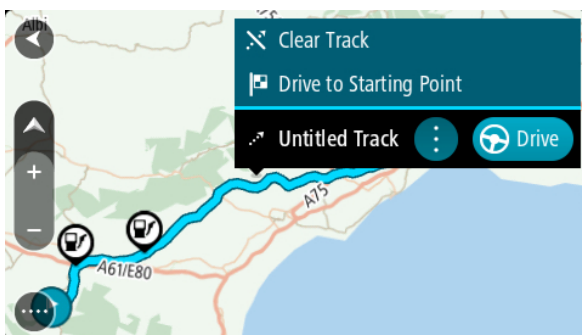 Albi
Clear Track
Drive to Starting Point
Untitled Track
Drive
A75
A61/E80